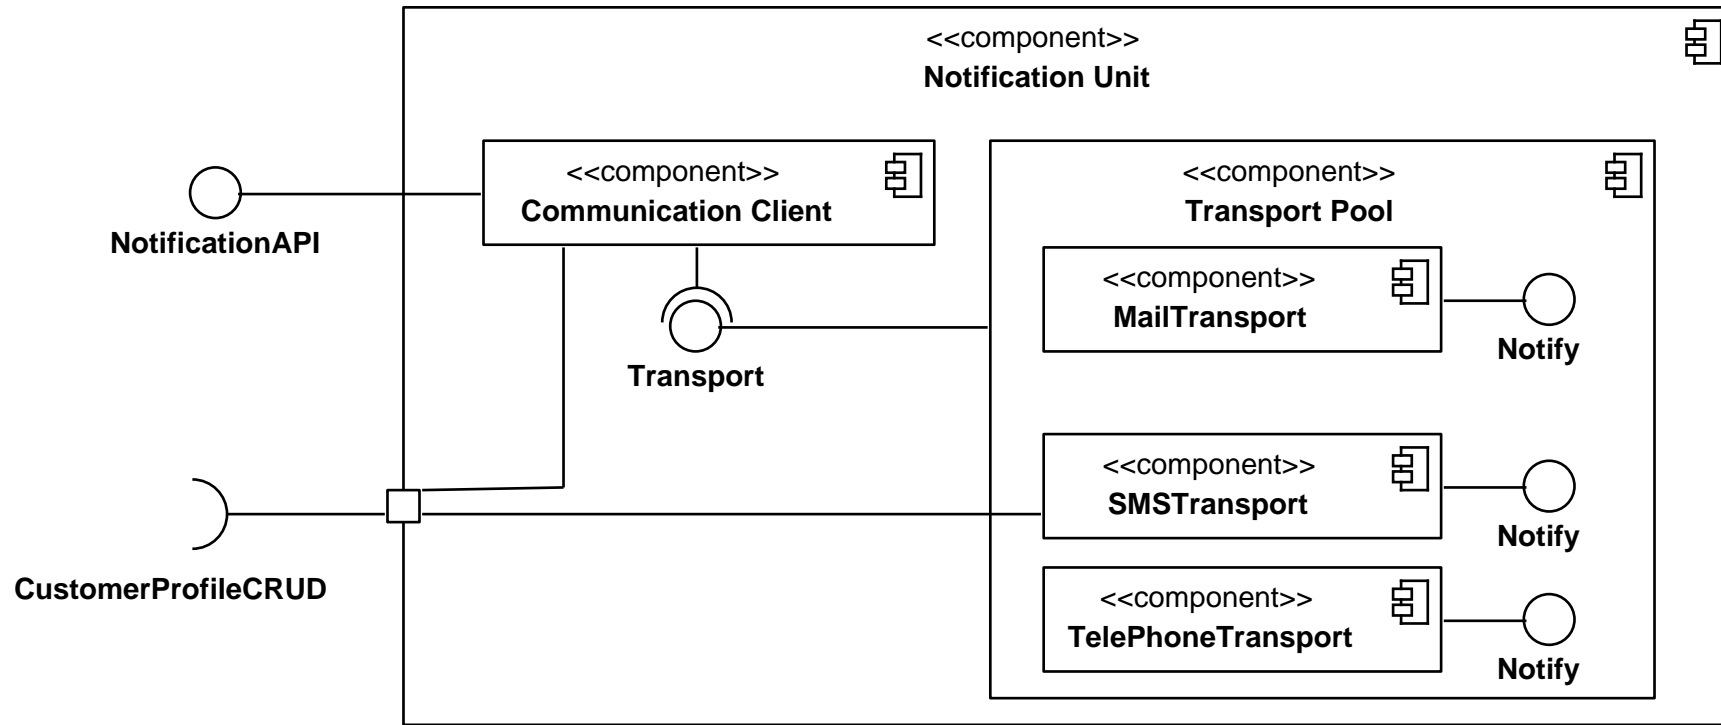 <<component>>
Notification Unit
<<component>>
Communication Client
<<component>>
Transport Pool
NotificationAPI
<<component>>
MailTransport
Notify
Transport
<<component>>
SMSTransport
Notify
CustomerProfileCRUD
<<component>>
TelePhoneTransport
Notify